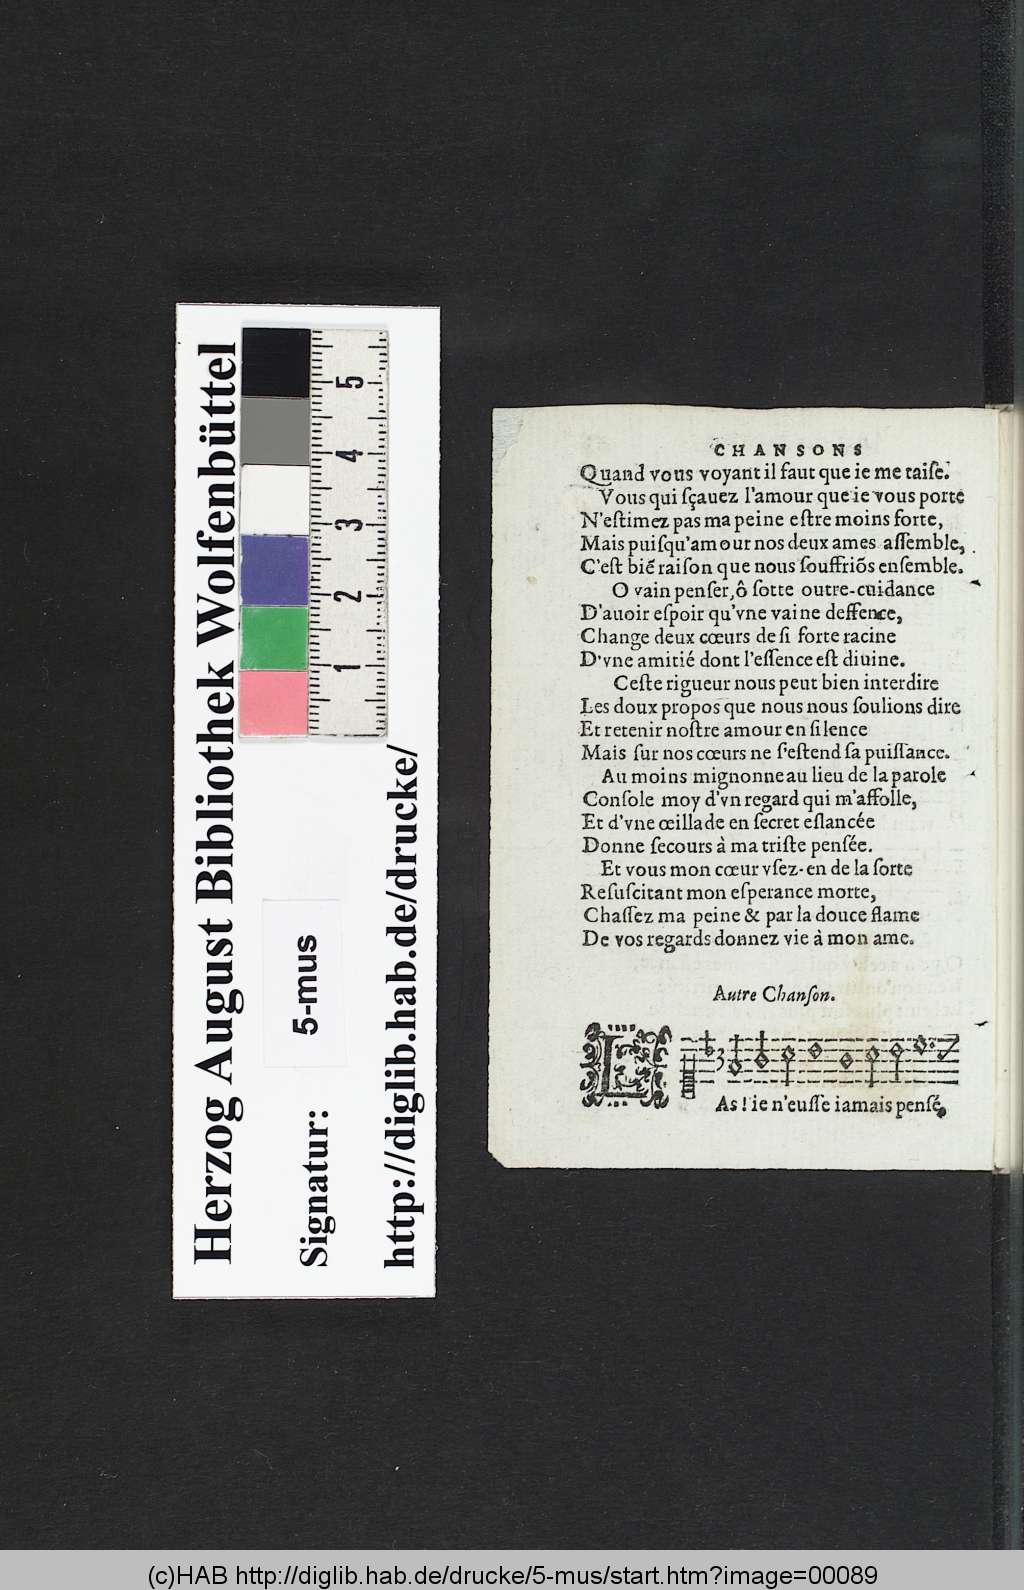 Herzog August Bibliothek Wolfenbüttel
Signatur:
5-mus
http://diglib.hab.de/drucke/
1 2 3 4 5
CHANSONS
Quand vous voyant il faut que ie me taiſe.
Vous qui ſçauez l'amour que ie vous porte
N'eſtimez pas ma peine eſtre moins forte,
Mais puiſqu'amour nos deux ames aſſemble,
C'eſt biẽ raiſon que nous ſouffriõs enſemble.
O vain penſer, ô ſotte outre-cuidance
D'auoir eſpoir qu'vne vaine deffence,
Change deux cœurs de ſi forte racine
D'vne amitié dont l'eſſence eſt diuine.
Ceſte rigueur nous peut bien interdire
Les doux propos que nous nous ſoulions dire
Et retenir noſtre amour en ſilence
Mais ſur nos cœurs ne s'eſtend ſa puiſſance.
Au moins mignonne au lieu de la parole
Conſole moy d'vn regard qui m'affolle,
Et d'vne œillade en ſecret eſlancée
Donne ſecours à ma triſte penſée.
Et vous mon cœur vſez-en de la ſorte
Reſuſcitant mon eſperance morte,
Chaſſez ma peine & par la douce flame
De vos regards donnez vie à mon ame.
Autre Chanſon.
L
3
As! ie n'euſſe iamais penſé,
(c)HAB http://diglib.hab.de/drucke/5-mus/start.htm?image=00089